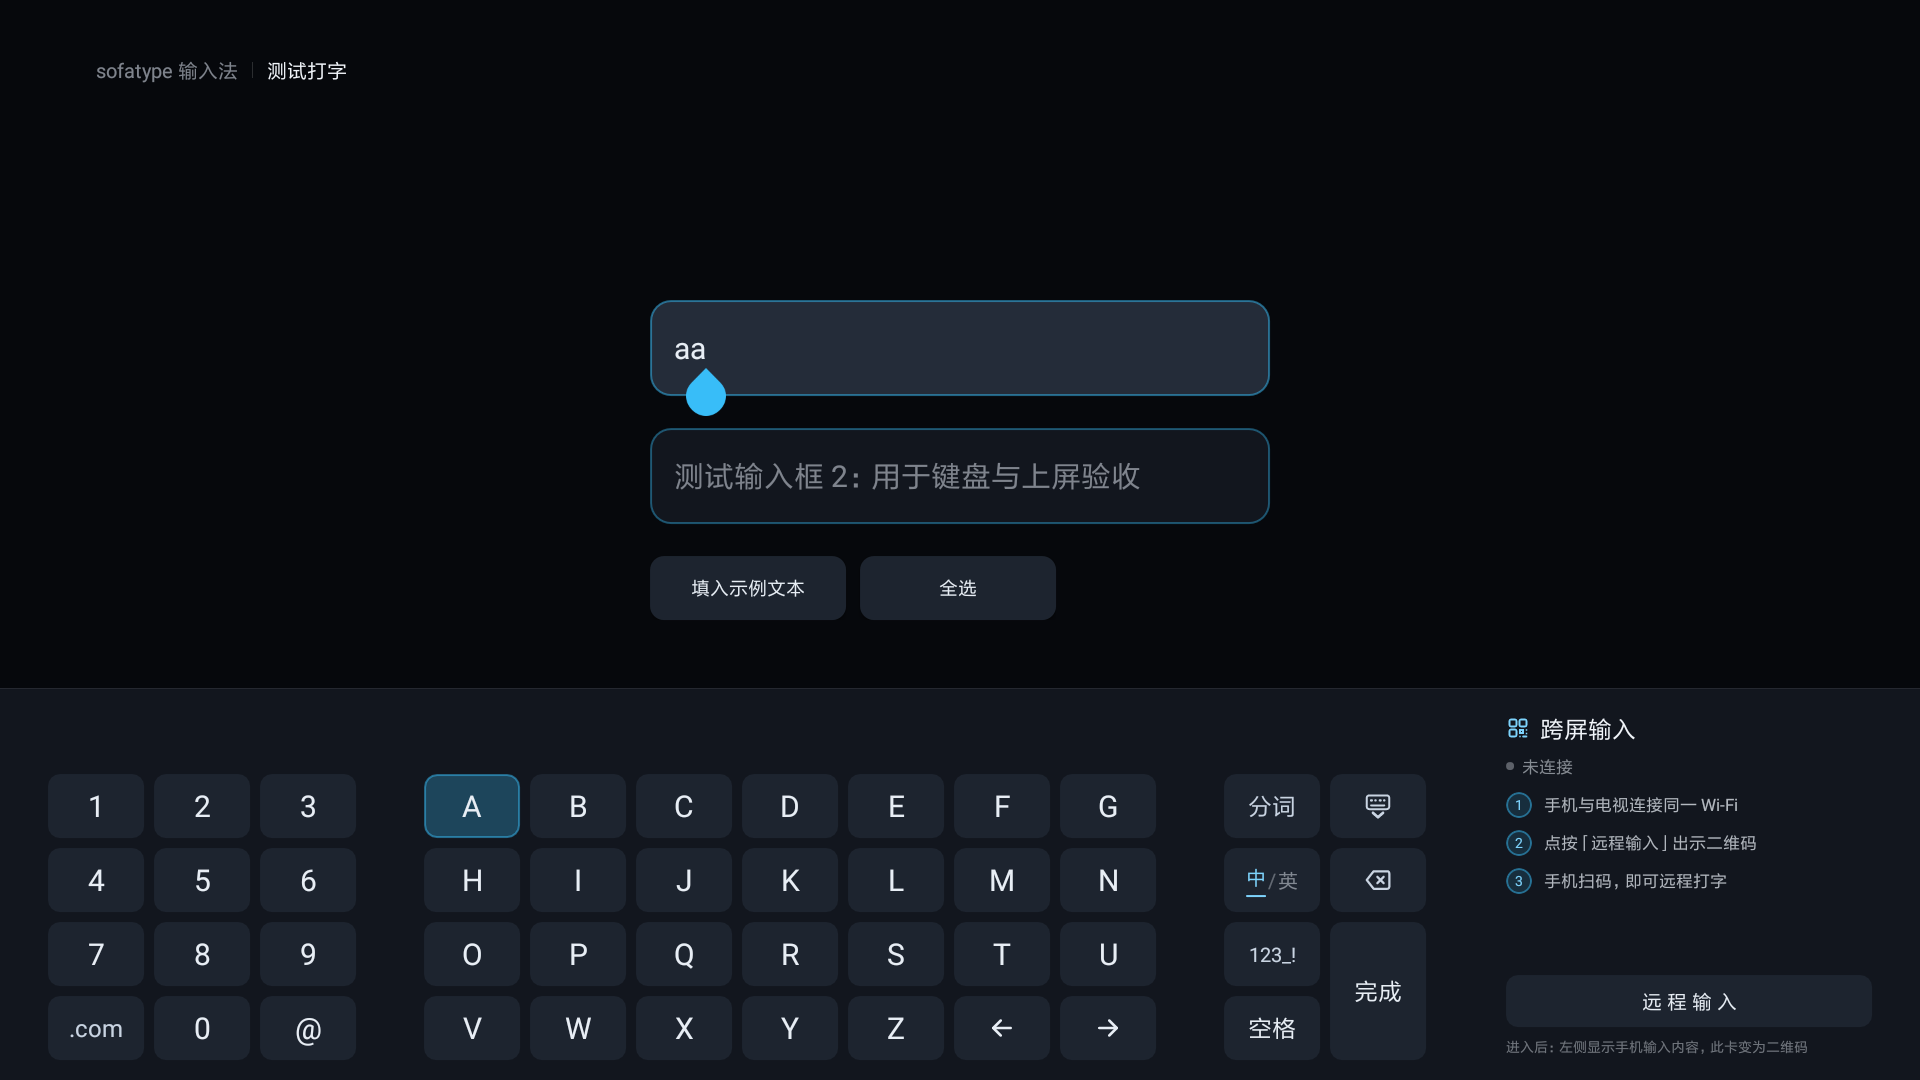 sofatype 输入法 测试打字
aa
测试输入框 2：用于键盘与上屏验收
填入示例文本 全选
跨屏输入
未连接
1 手机与电视连接同一 Wi-Fi
2 点按「远程输入」出示二维码
3 手机扫码，即可远程打字
1 2 3 A B C D E F G 分词
4 5 6 H I J K L M N 中/英
7 8 9 O P Q R S T U 123_!
完成
.com 0 @ V W X Y Z ← → 空格
远程输入
进入后：左侧显示手机输入内容，此卡变为二维码